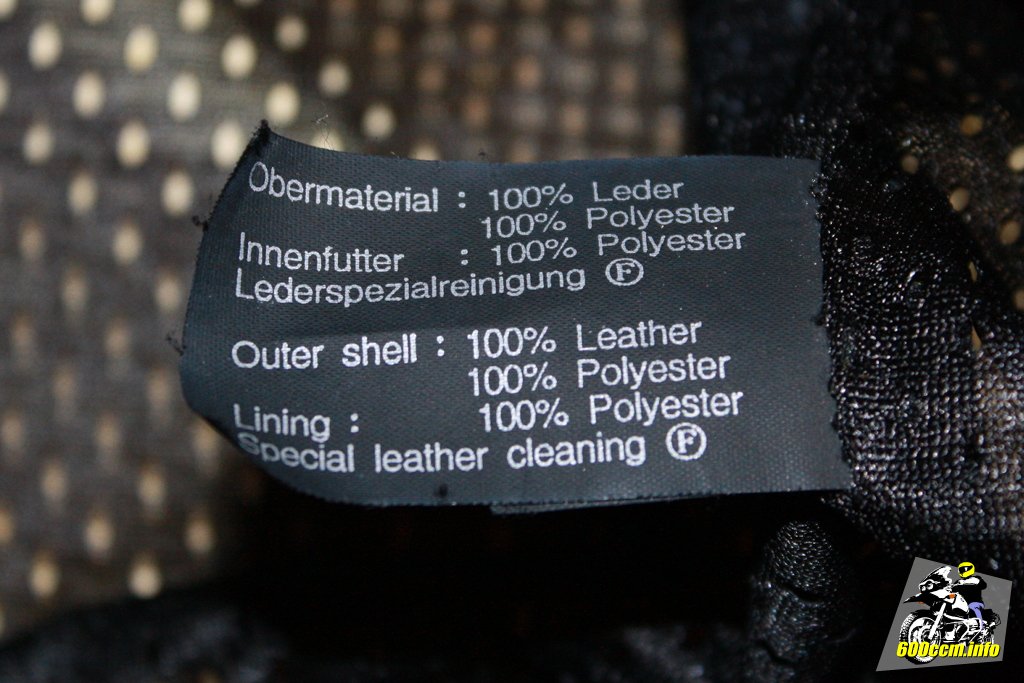 Obermaterial : 100% Leder
100% Polyester
Innenfutter : 100% Polyester
Lederspezialreinigung Ⓕ
Outer shell : 100% Leather
100% Polyester
Lining : 100% Polyester
Special leather cleaning Ⓕ
600ccm.info